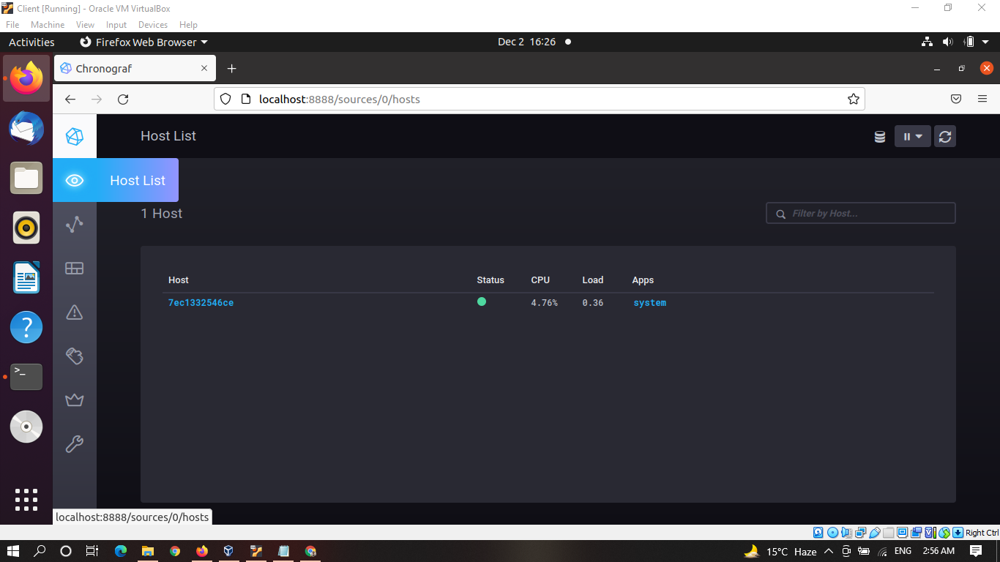 Client [Running] - Oracle VM VirtualBox
File Machine View Input Devices Help
Activities Firefox Web Browser Dec 2 16:26
Chronograf
localhost:8888/sources/0/hosts
Host List
Host List
1 Host
Filter by Host...
Host Status CPU Load Apps
7ec1332546ce 4.76% 0.36 system
localhost:8888/sources/0/hosts
Right Ctrl
15°C Haze ENG 2:56 AM